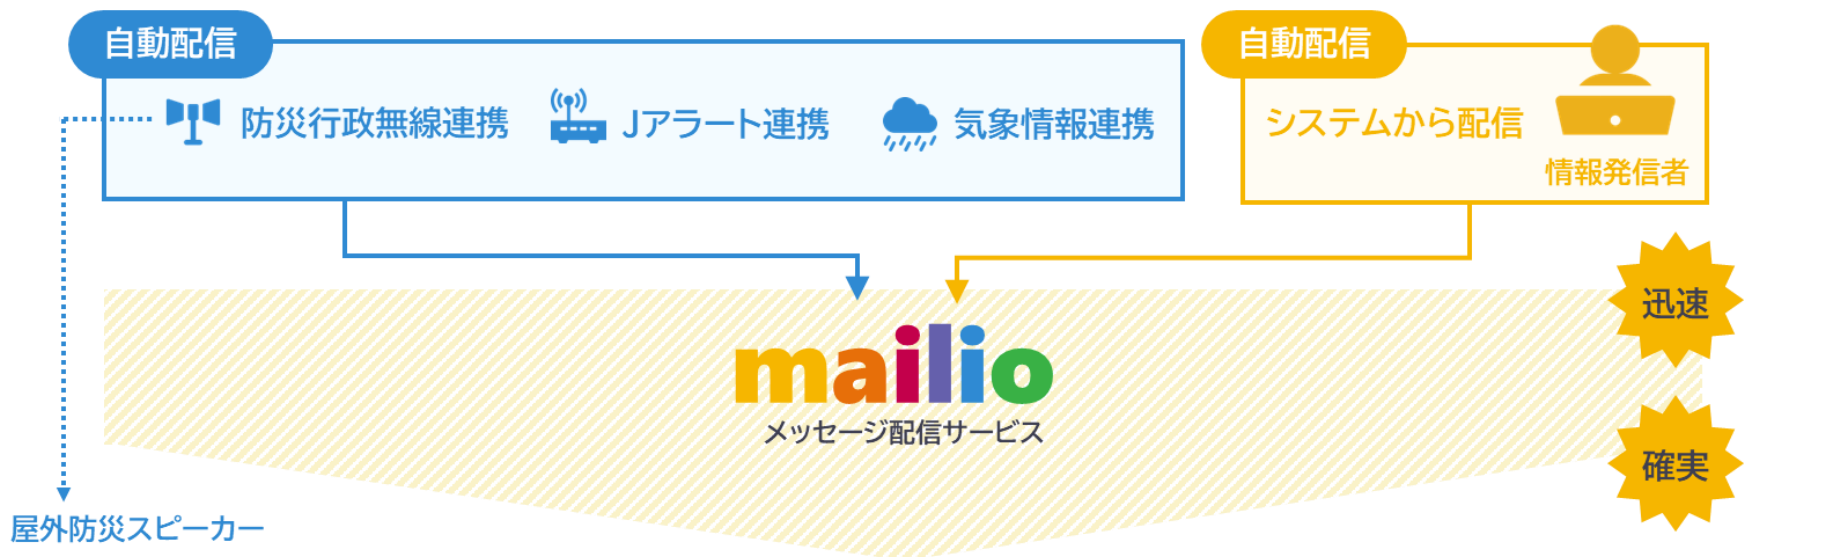 自動配信
防災行政無線連携
Jアラート連携
気象情報連携
自動配信
システムから配信
情報発信者
迅速
mailio
メッセージ配信サービス
確実
屋外防災スピーカー